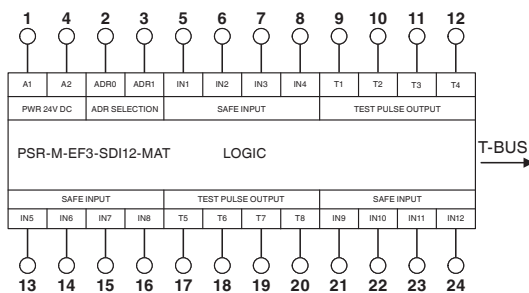 1 4 2 3 5 6 7 8 9 10 11 12
A1 A2 ADR0 ADR1 IN1 IN2 IN3 IN4 T1 T2 T3 T4
PWR 24V DC ADR SELECTION SAFE INPUT TEST PULSE OUTPUT
PSR-M-EF3-SDI12-MAT LOGIC T-BUS
SAFE INPUT TEST PULSE OUTPUT SAFE INPUT
IN5 IN6 IN7 IN8 T5 T6 T7 T8 IN9 IN10 IN11 IN12
13 14 15 16 17 18 19 20 21 22 23 24